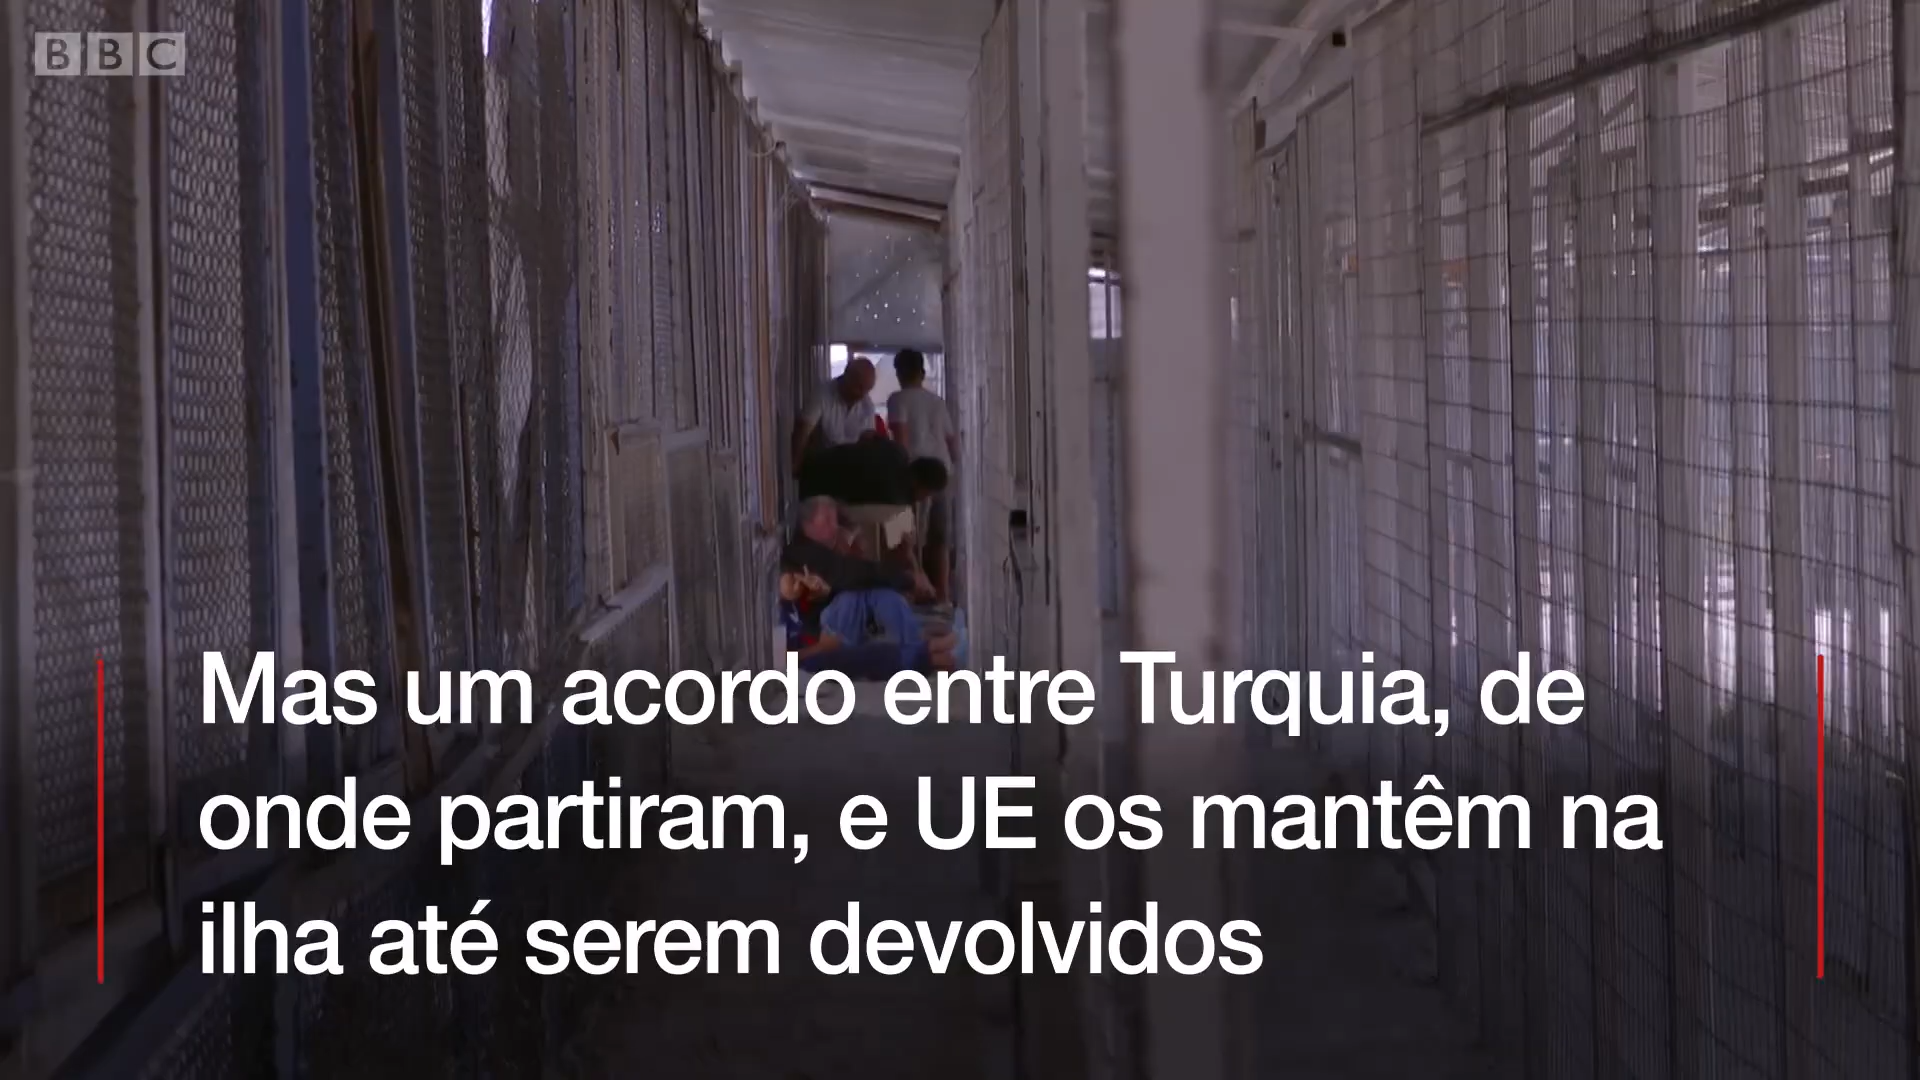 BBC
Mas um acordo entre Turquia, de
onde partiram, e UE os mantêm na
ilha até serem devolvidos